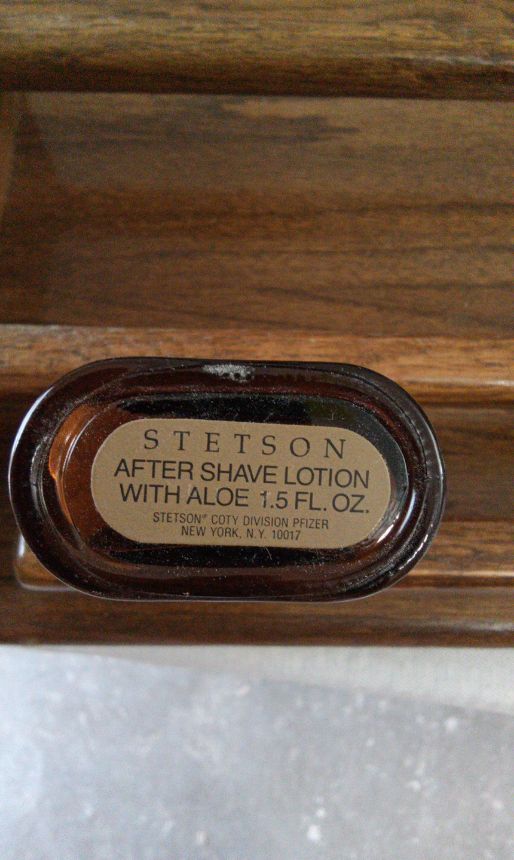 STETSON
AFTER SHAVE LOTION
WITH ALOE 1.5 FL. OZ.
STETSON® COTY DIVISION PFIZER
NEW YORK, N.Y. 10017